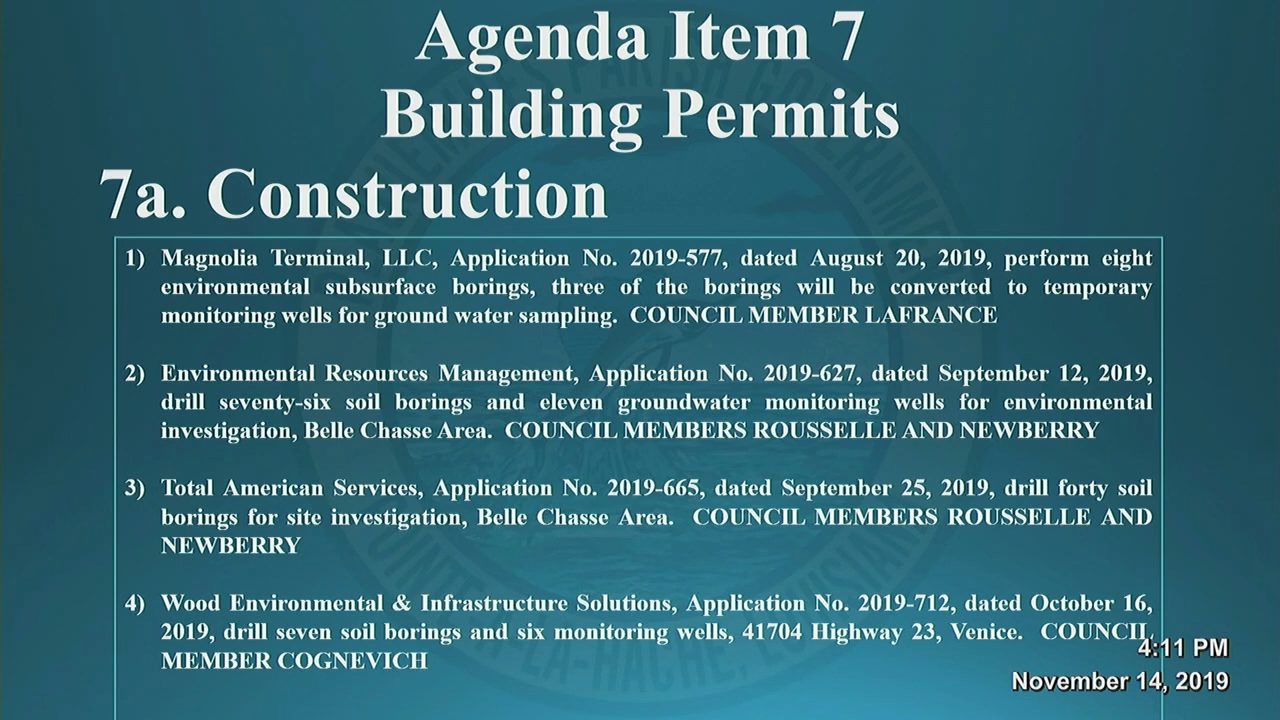 Agenda Item 7
Building Permits
7a. Construction
1) Magnolia Terminal, LLC, Application No. 2019-577, dated August 20, 2019, perform eight
environmental subsurface borings, three of the borings will be converted to temporary
monitoring wells for ground water sampling. COUNCIL MEMBER LAFRANCE
2) Environmental Resources Management, Application No. 2019-627, dated September 12, 2019,
drill seventy-six soil borings and eleven groundwater monitoring wells for environmental
investigation, Belle Chasse Area. COUNCIL MEMBERS ROUSSELLE AND NEWBERRY
3) Total American Services, Application No. 2019-665, dated September 25, 2019, drill forty soil
borings for site investigation, Belle Chasse Area. COUNCIL MEMBERS ROUSSELLE AND
NEWBERRY
4) Wood Environmental & Infrastructure Solutions, Application No. 2019-712, dated October 16,
2019, drill seven soil borings and six monitoring wells, 41704 Highway 23, Venice. COUNCIL
MEMBER COGNEVICH
4:11 PM
November 14, 2019